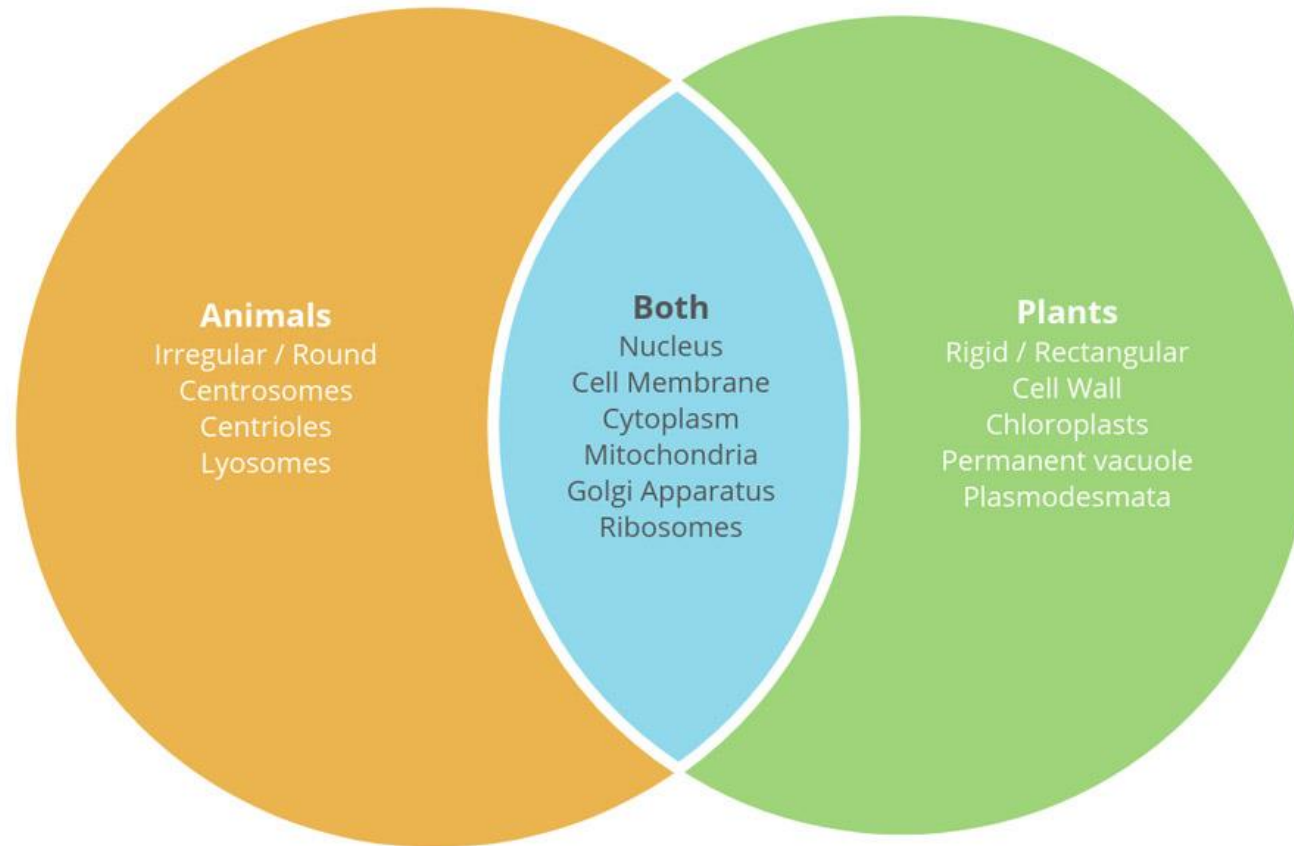 Animals
Irregular / Round
Centrosomes
Centrioles
Lyosomes
Both
Nucleus
Cell Membrane
Cytoplasm
Mitochondria
Golgi Apparatus
Ribosomes
Plants
Rigid / Rectangular
Cell Wall
Chloroplasts
Permanent vacuole
Plasmodesmata